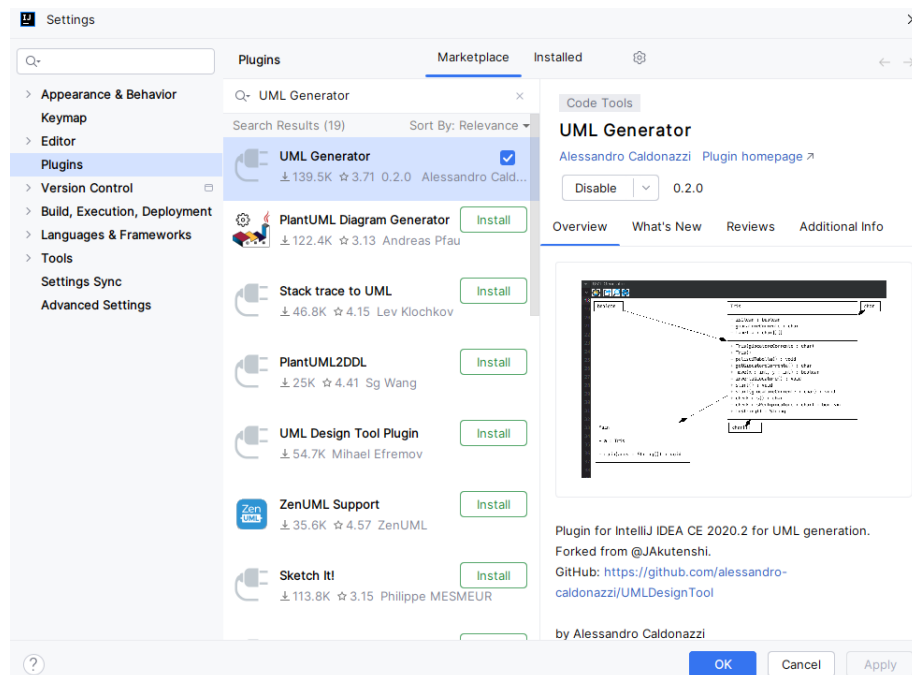 Settings
Appearance & Behavior
Keymap
Editor
Plugins
Version Control
Build, Execution, Deployment
Languages & Frameworks
Tools
Settings Sync
Advanced Settings
Plugins
Marketplace
Installed
UML Generator
Search Results (19)
Sort By: Relevance
UML Generator
139.5K 3.71 0.2.0 Alessandro Cald...
PlantUML Diagram Generator
Install
122.4K 3.13 Andreas Pfau
Stack trace to UML
Install
46.8K 4.15 Lev Klochkov
PlantUML2DDL
Install
25K 4.41 Sg Wang
UML Design Tool Plugin
Install
54.7K Mihael Efremov
Zen
UML
ZenUML Support
Install
35.6K 4.57 ZenUML
Sketch It!
Install
113.8K 3.15 Philippe MESMEUR
Code Tools
UML Generator
Alessandro Caldonazzi Plugin homepage
Disable
0.2.0
Overview
What's New
Reviews
Additional Info
Plugin for IntelliJ IDEA CE 2020.2 for UML generation.
Forked from @JAkutenshi.
GitHub: https://github.com/alessandro-
caldonazzi/UMLDesignTool
by Alessandro Caldonazzi
?
OK
Cancel
Apply